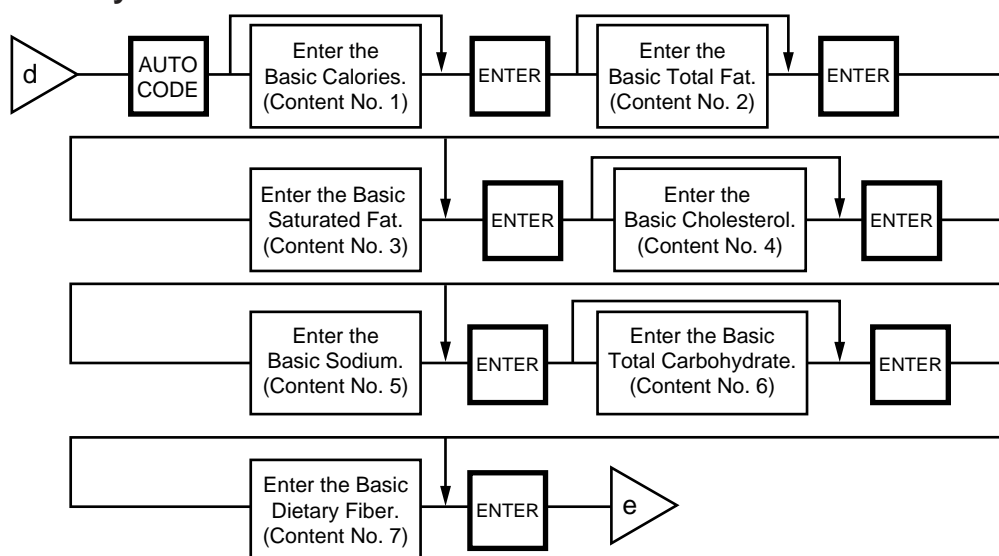 d
AUTO
CODE
Enter the
Basic Calories.
(Content No. 1)
ENTER
Enter the
Basic Total Fat.
(Content No. 2)
ENTER
Enter the Basic
Saturated Fat.
(Content No. 3)
ENTER
Enter the
Basic Cholesterol.
(Content No. 4)
ENTER
Enter the
Basic Sodium.
(Content No. 5)
ENTER
Enter the Basic
Total Carbohydrate.
(Content No. 6)
ENTER
Enter the Basic
Dietary Fiber.
(Content No. 7)
ENTER
e